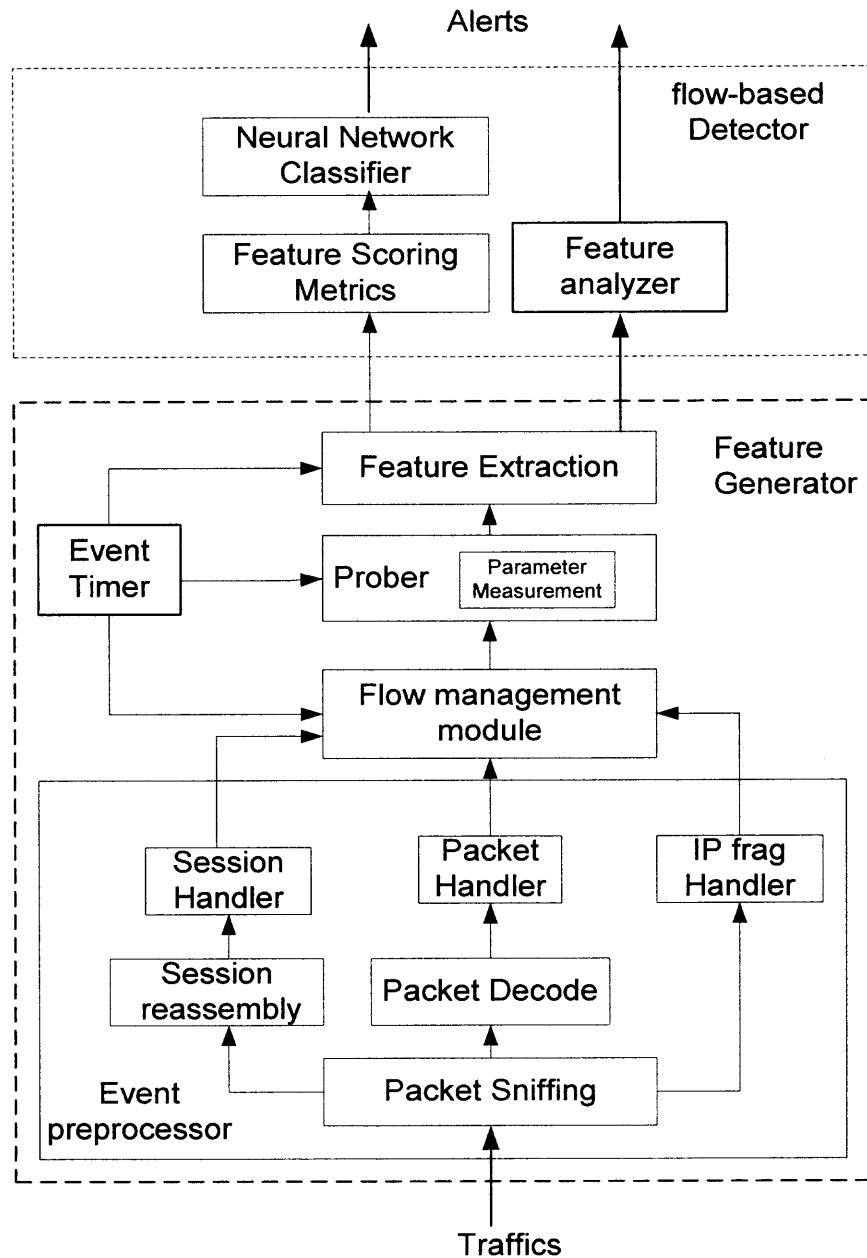 Alerts
flow-based
Detector
Neural Network
Classifier
Feature Scoring
Metrics
Feature
analyzer
Feature Extraction
Feature
Generator
Event
Timer
Prober
Parameter
Measurement
Flow management
module
Session
Handler
Packet
Handler
IP frag
Handler
Session
reassembly
Packet Decode
Packet Sniffing
Event
preprocessor
Traffics